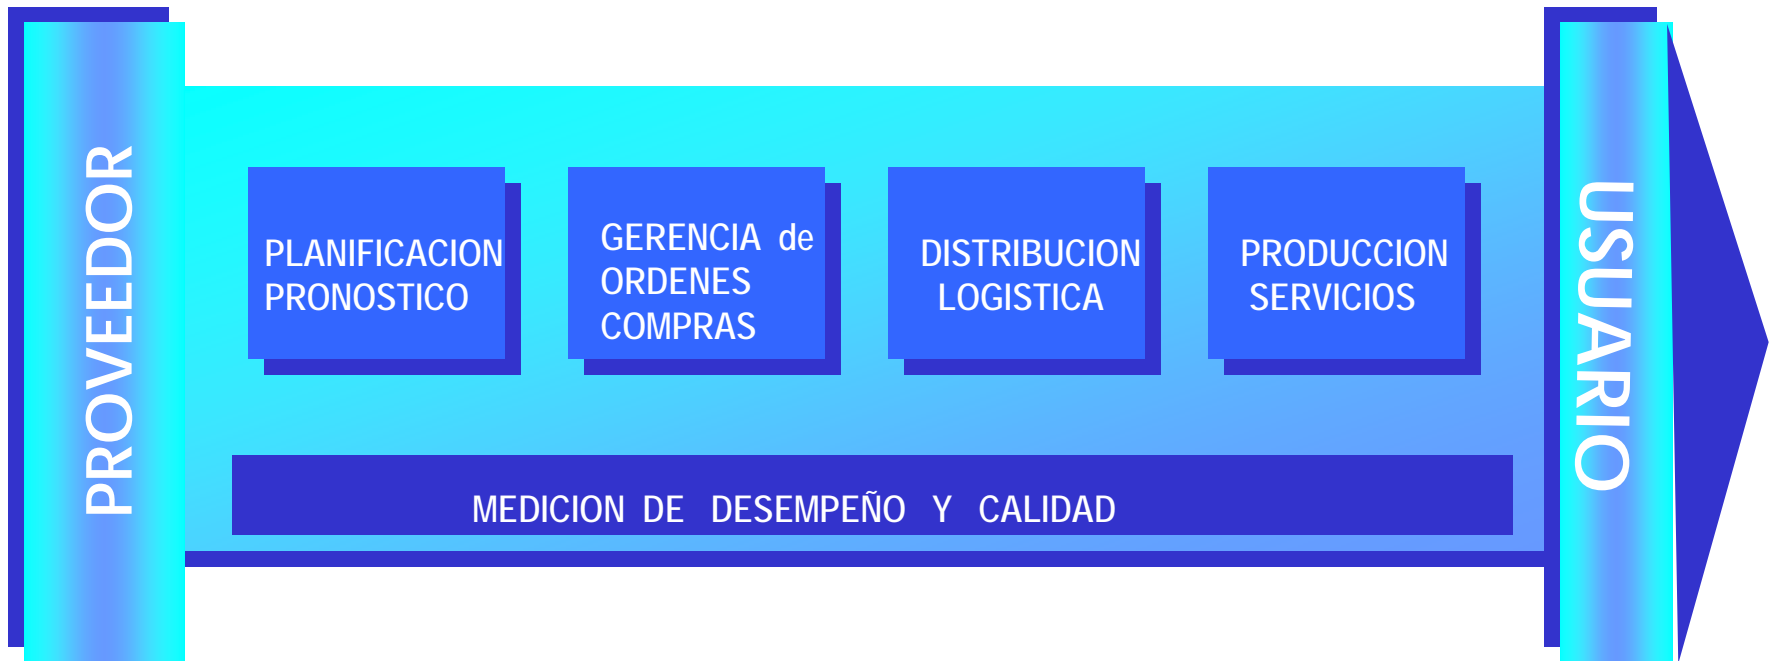 PROVEEDOR
PLANIFICACION
PRONOSTICO
GERENCIA de
ORDENES
COMPRAS
DISTRIBUCION
LOGISTICA
PRODUCCION
SERVICIOS
MEDICION DE DESEMPEÑO Y CALIDAD
USUARIO